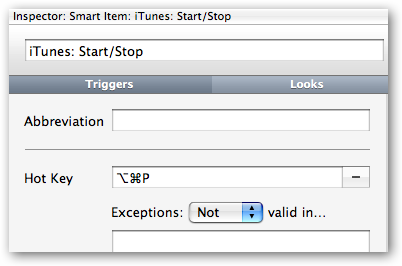 Inspector: Smart Item: iTunes: Start/Stop
iTunes: Start/Stop
Triggers Looks
Abbreviation
Hot Key ⌥⌘P −
Exceptions: Not valid in...